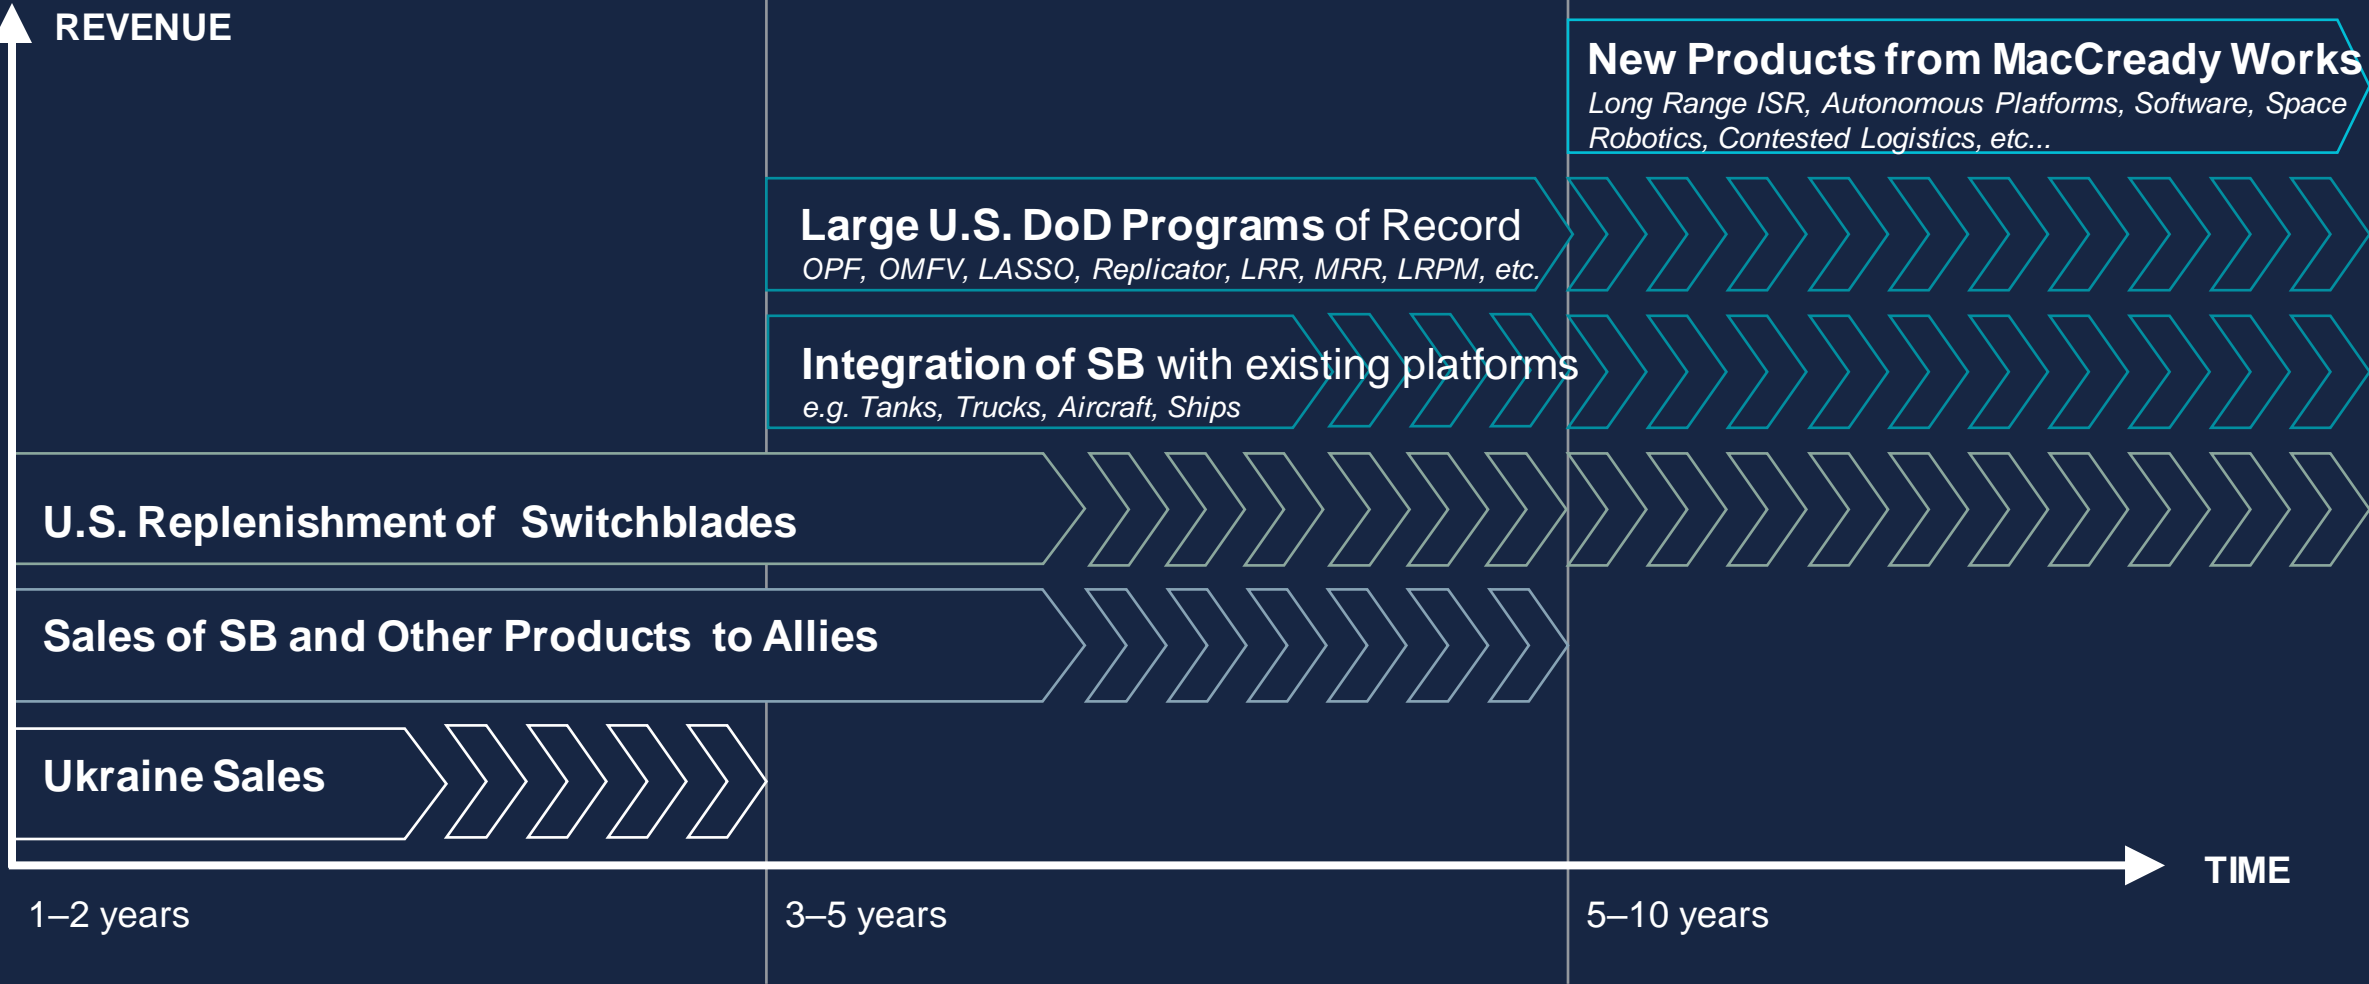 REVENUE
New Products from MacCready Works
Long Range ISR, Autonomous Platforms, Software, Space
Robotics, Contested Logistics, etc...
Large U.S. DoD Programs of Record
OPF, OMFV, LASSO, Replicator, LRR, MRR, LRPM, etc.
Integration of SB with existing platforms
e.g. Tanks, Trucks, Aircraft, Ships
U.S. Replenishment of Switchblades
Sales of SB and Other Products to Allies
Ukraine Sales
TIME
1–2 years
3–5 years
5–10 years